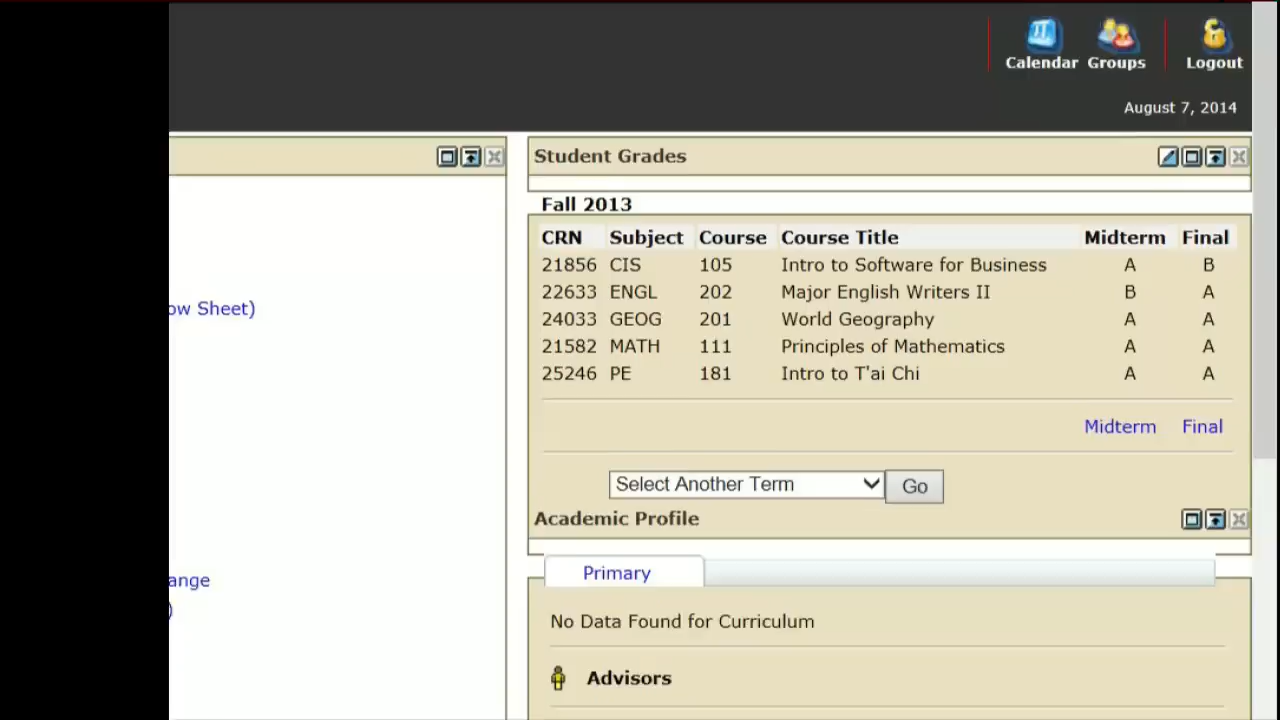 Calendar Groups Logout
August 7, 2014
Sheet)
Student Grades
Fall 2013
CRN Subject Course Course Title Midterm Final
21856 CIS 105 Intro to Software for Business A B
22633 ENGL 202 Major English Writers II B A
24033 GEOG 201 World Geography A A
21582 MATH 111 Principles of Mathematics A A
25246 PE 181 Intro to T'ai Chi A A
Midterm Final
Select Another Term Go
Academic Profile
Primary
No Data Found for Curriculum
Advisors